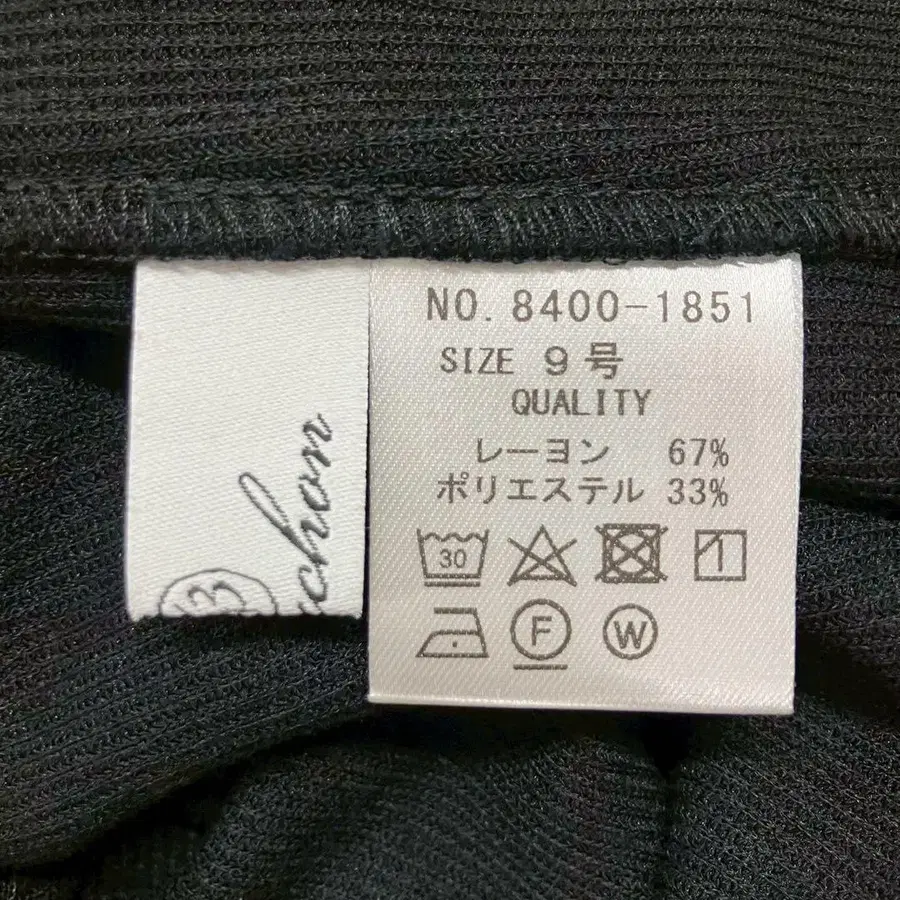 NO. 8400-1851
SIZE 9号
QUALITY
レーヨン 67%
ポリエステル 33%
30 1
F W